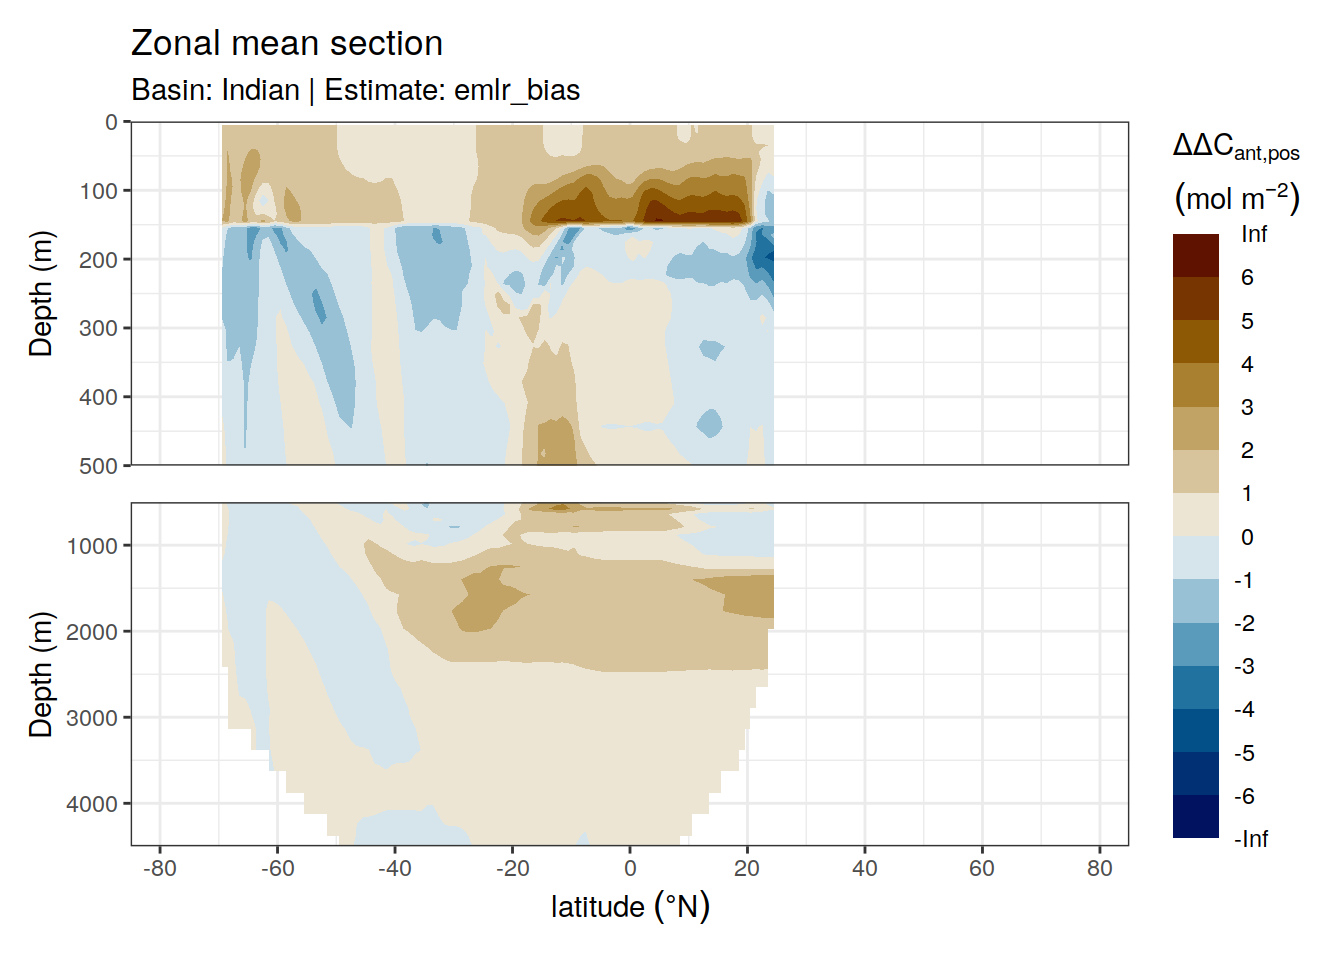 Zonal mean section
Basin: Indian | Estimate: emlr_bias
0
100
200
300
400
500
Depth (m)
1000
2000
3000
4000
Depth (m)
-80 -60 -40 -20 0 20 40 60 80
latitude (°N)
ΔΔC_ant,pos
(mol m⁻²)
Inf
6
5
4
3
2
1
0
-1
-2
-3
-4
-5
-6
-Inf